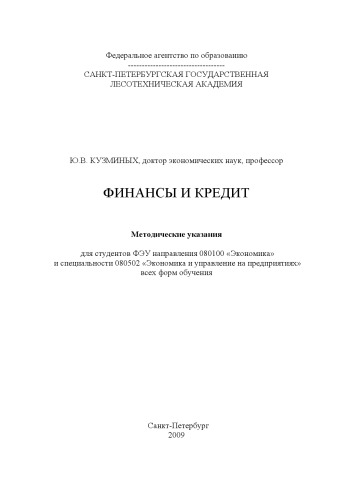 Федеральное агентство по образованию
-----------------------------------
САНКТ-ПЕТЕРБУРГСКАЯ ГОСУДАРСТВЕННАЯ
ЛЕСОТЕХНИЧЕСКАЯ АКАДЕМИЯ
Ю.В. КУЗМИНЫХ, доктор экономических наук, профессор
ФИНАНСЫ И КРЕДИТ
Методические указания
для студентов ФЭУ направления 080100 «Экономика»
и специальности 080502 «Экономика и управление на предприятиях»
всех форм обучения
Санкт-Петербург
2009